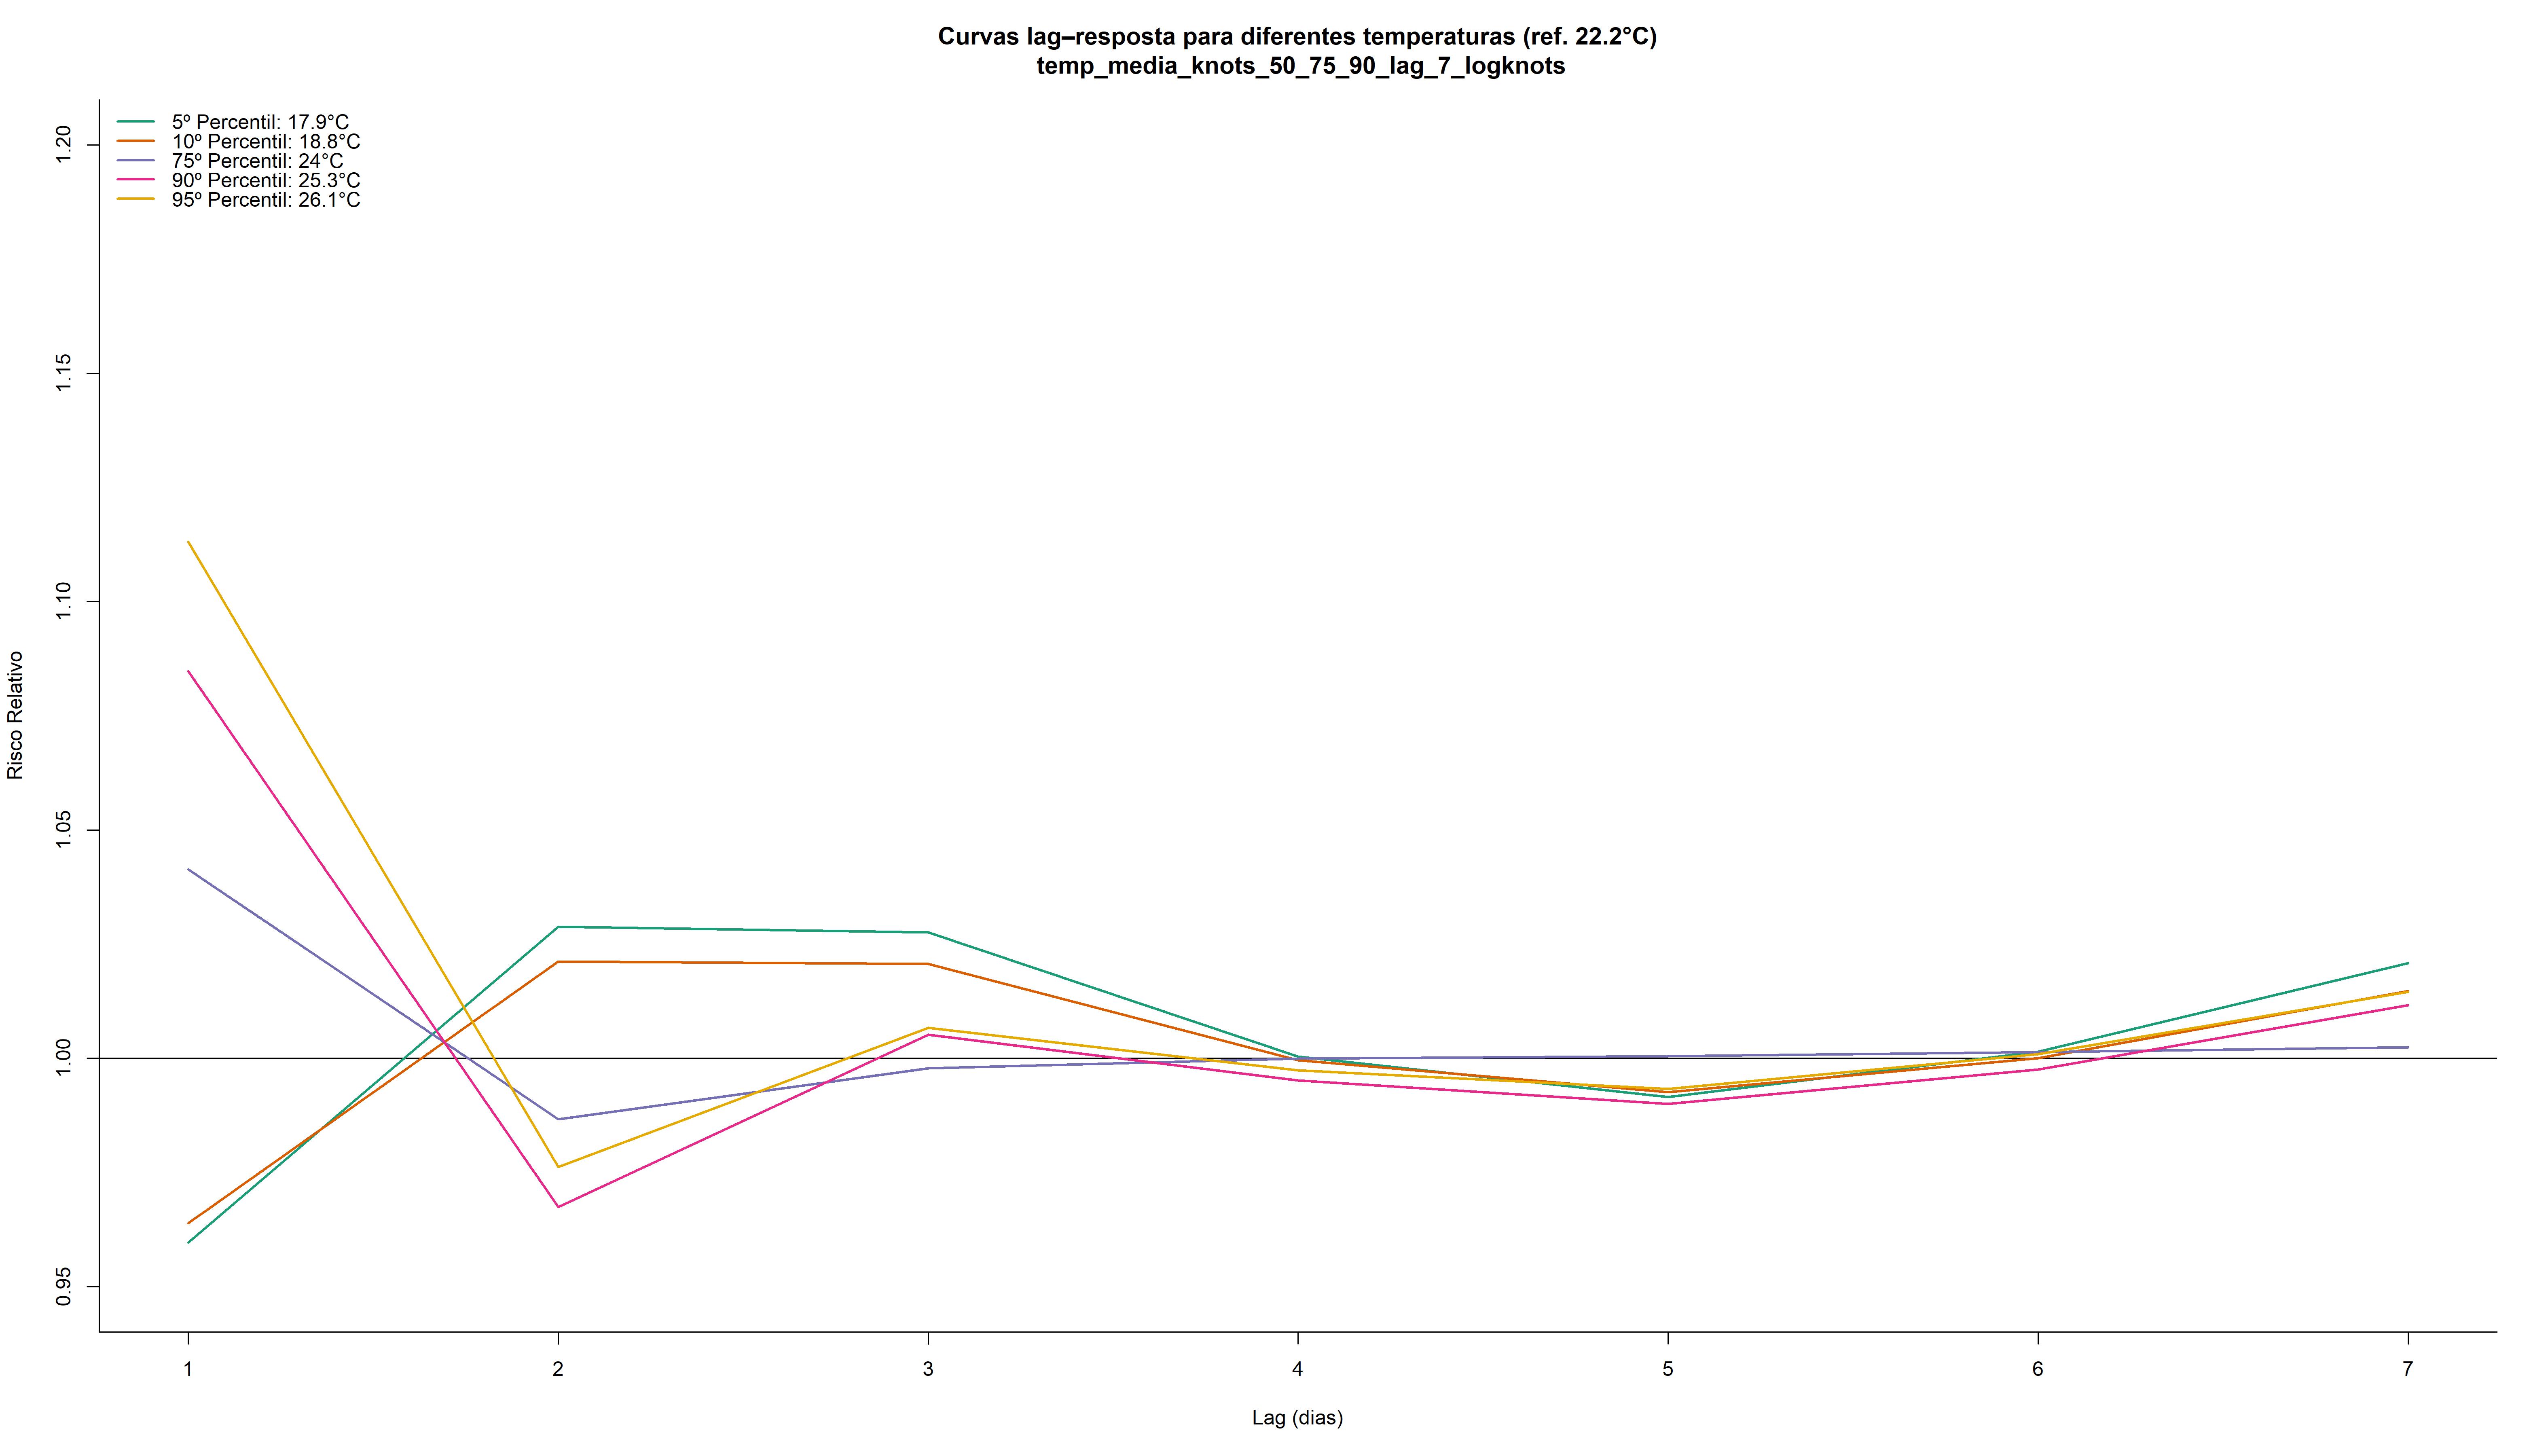 Curvas lag–resposta para diferentes temperaturas (ref. 22.2°C)
temp_media_knots_50_75_90_lag_7_logknots
5º Percentil: 17.9°C
10º Percentil: 18.8°C
75º Percentil: 24°C
90º Percentil: 25.3°C
95º Percentil: 26.1°C
Risco Relativo
1.20
1.15
1.10
1.05
1.00
0.95
1 2 3 4 5 6 7
Lag (dias)